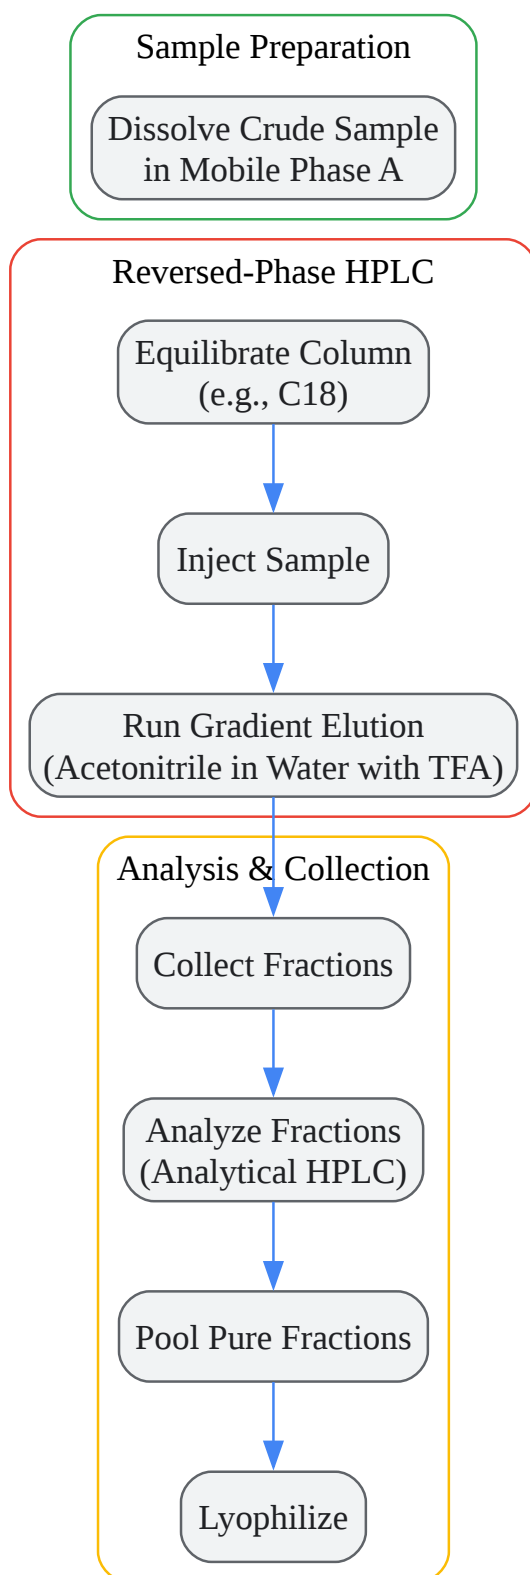 Sample Preparation
Dissolve Crude Sample
in Mobile Phase A
Reversed-Phase HPLC
Equilibrate Column
(e.g., C18)
Inject Sample
Run Gradient Elution
(Acetonitrile in Water with TFA)
Analysis & Collection
Collect Fractions
Analyze Fractions
(Analytical HPLC)
Pool Pure Fractions
Lyophilize